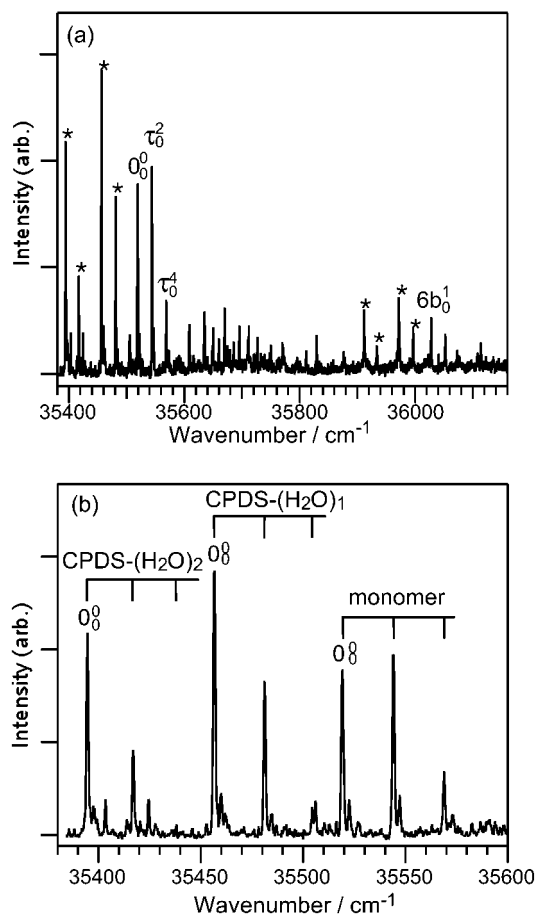 (a)
Intensity (arb.)
*
*
*
*
0⁰₀
τ²₀
τ⁴₀
*
*
*
*
6b¹₀
35400 35600 35800 36000
Wavenumber / cm⁻¹
(b)
Intensity (arb.)
CPDS-(H₂O)₁
CPDS-(H₂O)₂
monomer
0⁰₀
0⁰₀
0⁰₀
35400 35450 35500 35550 35600
Wavenumber / cm⁻¹